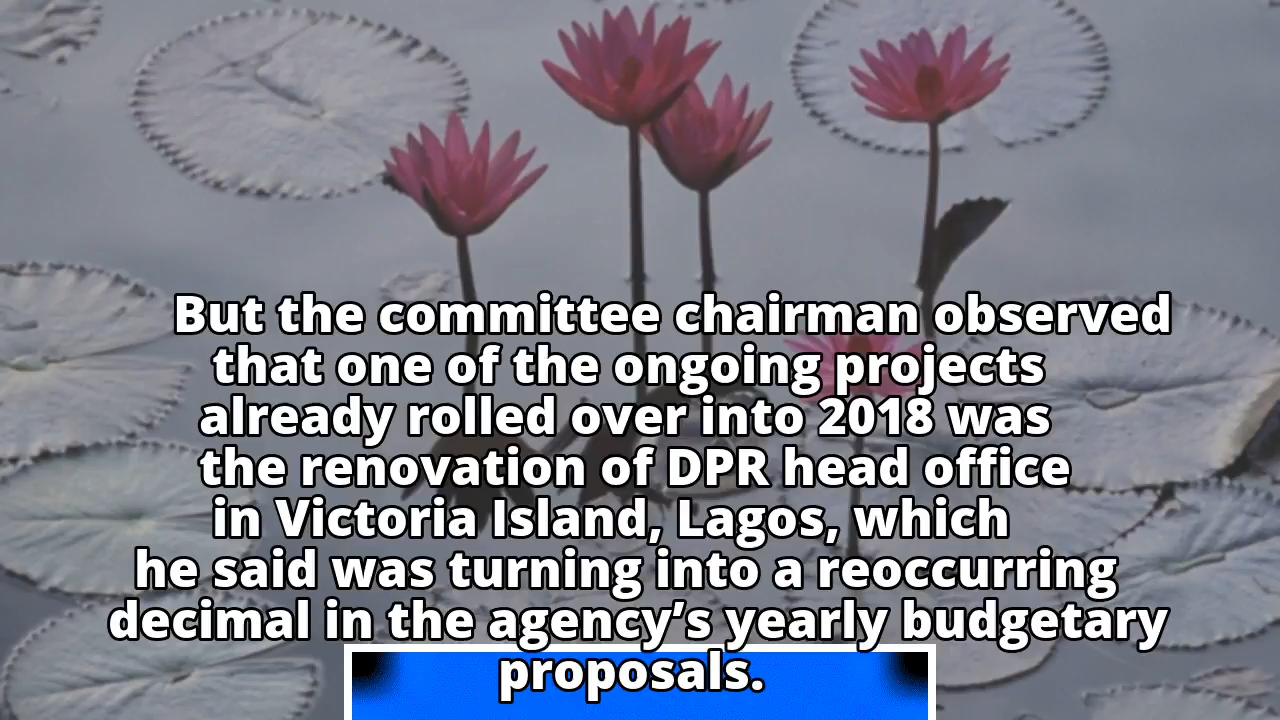 But the committee chairman observed
that one of the ongoing projects
already rolled over into 2018 was
the renovation of DPR head office
in Victoria Island, Lagos, which
he said was turning into a reoccurring
decimal in the agency’s yearly budgetary
proposals.